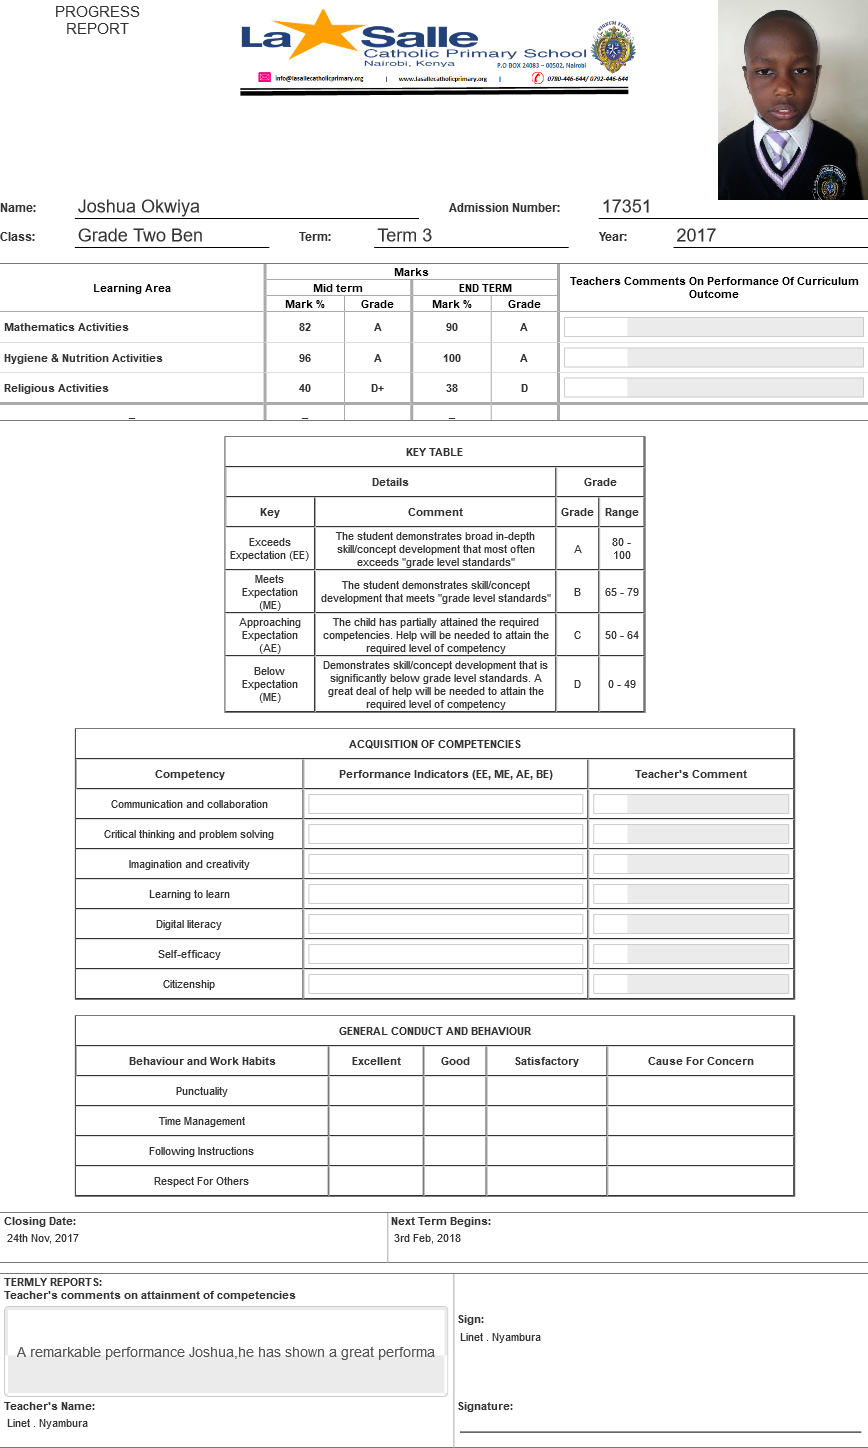 PROGRESS
REPORT
La Salle
Catholic Primary School
Nairobi, Kenya
P.O BOX 24083 – 00502, Nairobi
info@lasallecatholicprimary.org | www.lasallecatholicprimary.org | 0780-446-644/ 0792-446-644
Name: Joshua Okwiya Admission Number: 17351
Class: Grade Two Ben Term: Term 3 Year: 2017
Learning Area Marks Teachers Comments On Performance Of Curriculum Outcome
Mid term END TERM
Mark % Grade Mark % Grade
Mathematics Activities 82 A 90 A
Hygiene & Nutrition Activities 96 A 100 A
Religious Activities 40 D+ 38 D
_ _ _
KEY TABLE
Details Grade
Key Comment Grade Range
Exceeds Expectation (EE) The student demonstrates broad in-depth skill/concept development that most often exceeds "grade level standards" A 80 - 100
Meets Expectation (ME) The student demonstrates skill/concept development that meets "grade level standards" B 65 - 79
Approaching Expectation (AE) The child has partially attained the required competencies. Help will be needed to attain the required level of competency C 50 - 64
Below Expectation (ME) Demonstrates skill/concept development that is significantly below grade level standards. A great deal of help will be needed to attain the required level of competency D 0 - 49
ACQUISITION OF COMPETENCIES
Competency Performance Indicators (EE, ME, AE, BE) Teacher's Comment
Communication and collaboration
Critical thinking and problem solving
Imagination and creativity
Learning to learn
Digital literacy
Self-efficacy
Citizenship
GENERAL CONDUCT AND BEHAVIOUR
Behaviour and Work Habits Excellent Good Satisfactory Cause For Concern
Punctuality
Time Management
Following Instructions
Respect For Others
Closing Date: Next Term Begins:
24th Nov, 2017 3rd Feb, 2018
TERMLY REPORTS:
Teacher's comments on attainment of competencies
A remarkable performance Joshua,he has shown a great performa
Sign:
Linet . Nyambura
Teacher's Name: Signature:
Linet . Nyambura